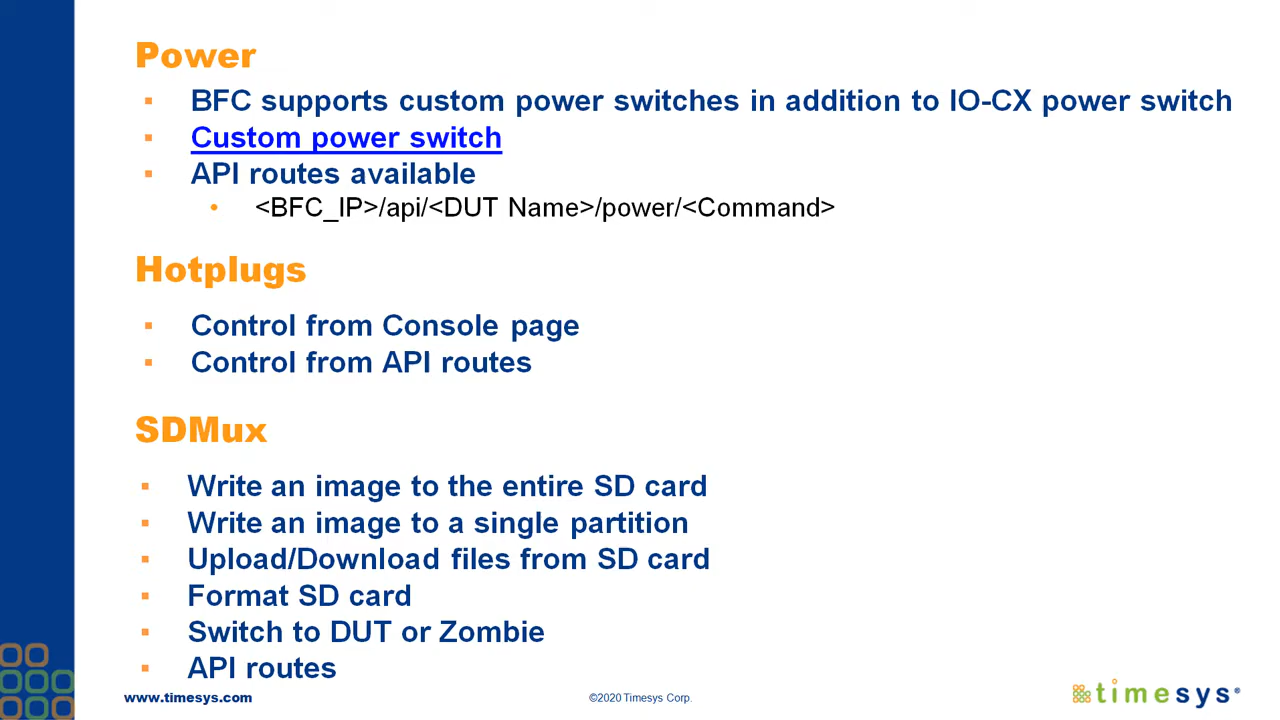 Power
▪ BFC supports custom power switches in addition to IO-CX power switch
▪ Custom power switch
▪ API routes available
• <BFC_IP>/api/<DUT Name>/power/<Command>
Hotplugs
▪ Control from Console page
▪ Control from API routes
SDMux
▪ Write an image to the entire SD card
▪ Write an image to a single partition
▪ Upload/Download files from SD card
▪ Format SD card
▪ Switch to DUT or Zombie
▪ API routes
www.timesys.com ©2020 Timesys Corp. timesys®